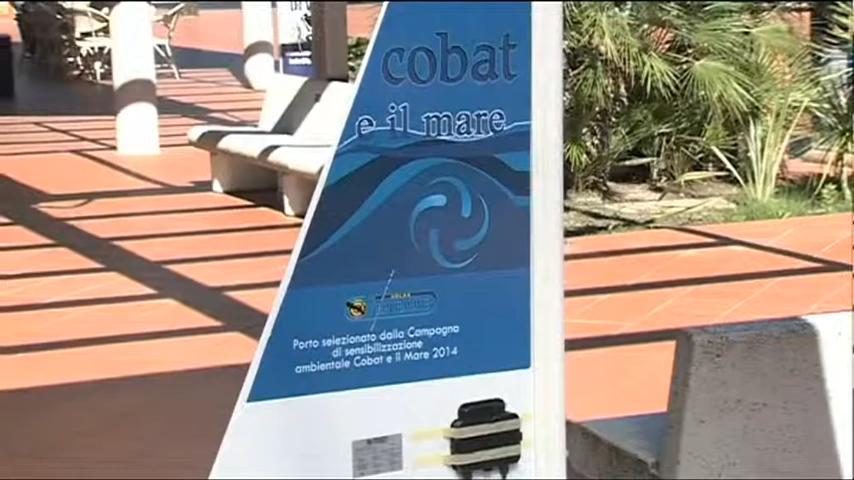 cobat
e il mare
Porto selezionato dalla Campagna
di sensibilizzazione
ambientale Cobat e il Mare 2014